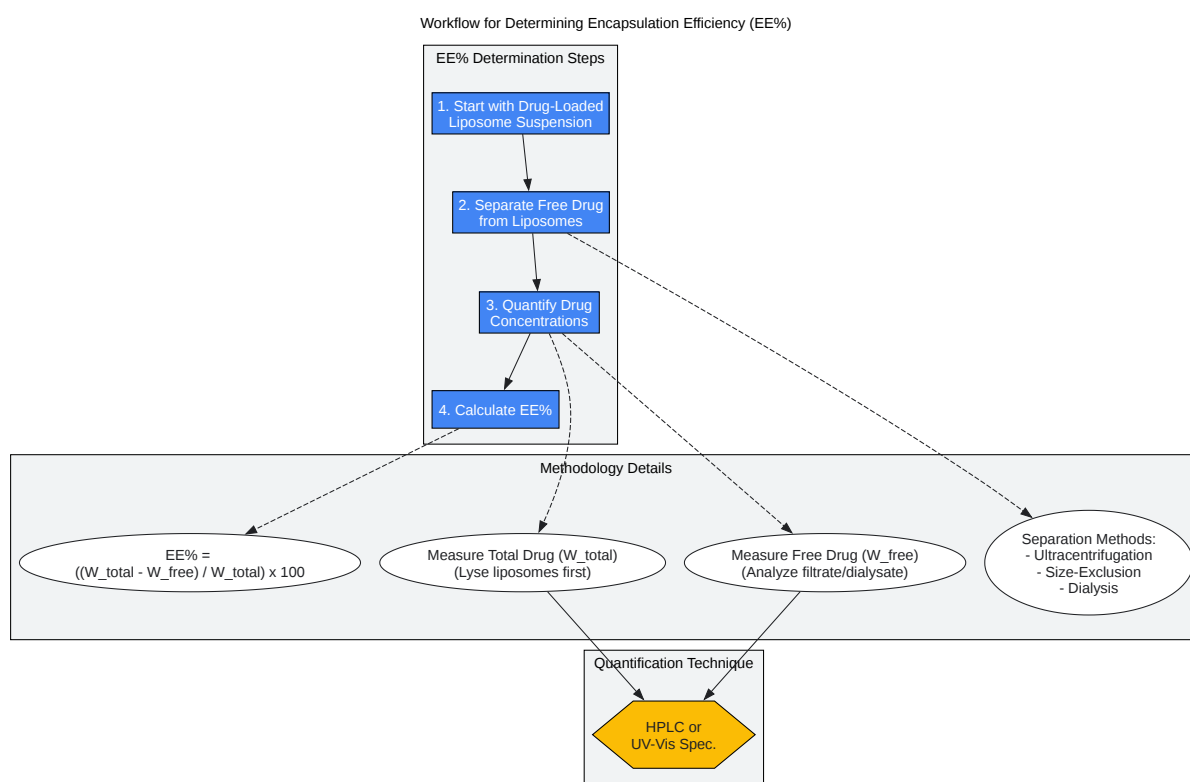 Workflow for Determining Encapsulation Efficiency (EE%)
EE% Determination Steps
1. Start with Drug-Loaded
Liposome Suspension
2. Separate Free Drug
from Liposomes
3. Quantify Drug
Concentrations
4. Calculate EE%
Methodology Details
EE% =
((W_total - W_free) / W_total) x 100
Measure Total Drug (W_total)
(Lyse liposomes first)
Measure Free Drug (W_free)
(Analyze filtrate/dialysate)
Separation Methods:
- Ultracentrifugation
- Size-Exclusion
- Dialysis
Quantification Technique
HPLC or
UV-Vis Spec.